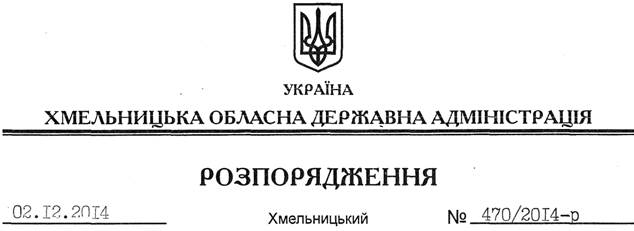 УКРАЇНА
ХМЕЛЬНИЦЬКА ОБЛАСНА ДЕРЖАВНА АДМІНІСТРАЦІЯ
РОЗПОРЯДЖЕННЯ
02.12.2014 Хмельницький № 470/2014-р